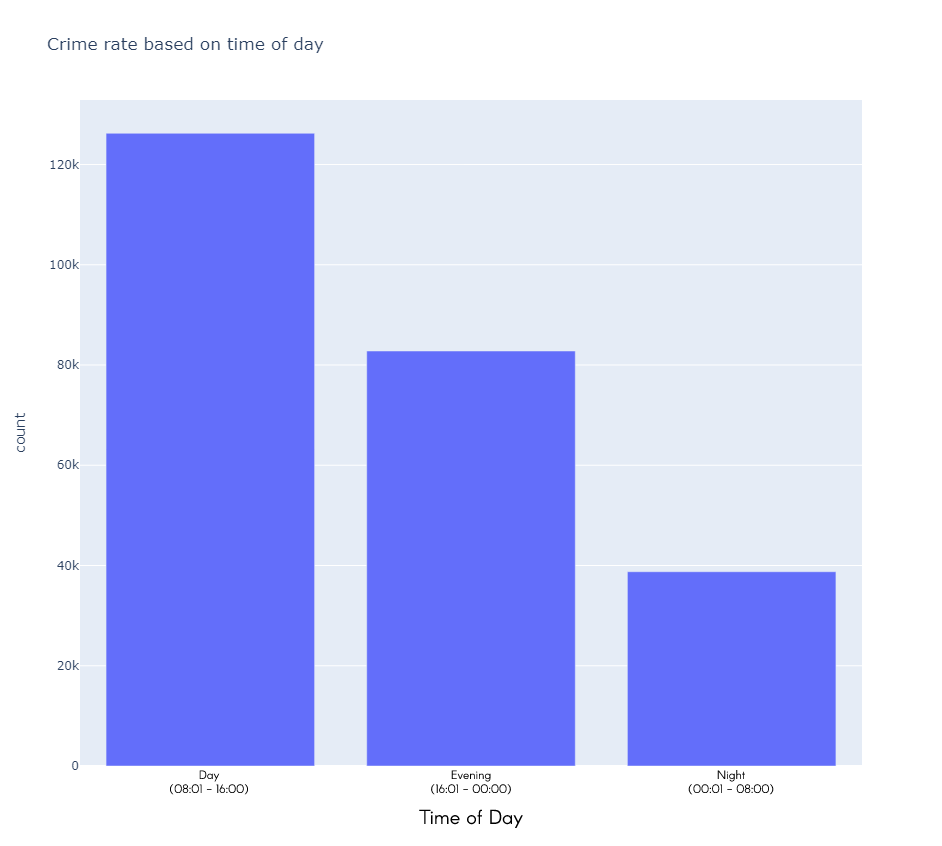 Crime rate based on time of day
120k
100k
80k
60k
40k
20k
0
count
Day
(08:01 - 16:00)
Evening
(16:01 - 00:00)
Night
(00:01 - 08:00)
Time of Day